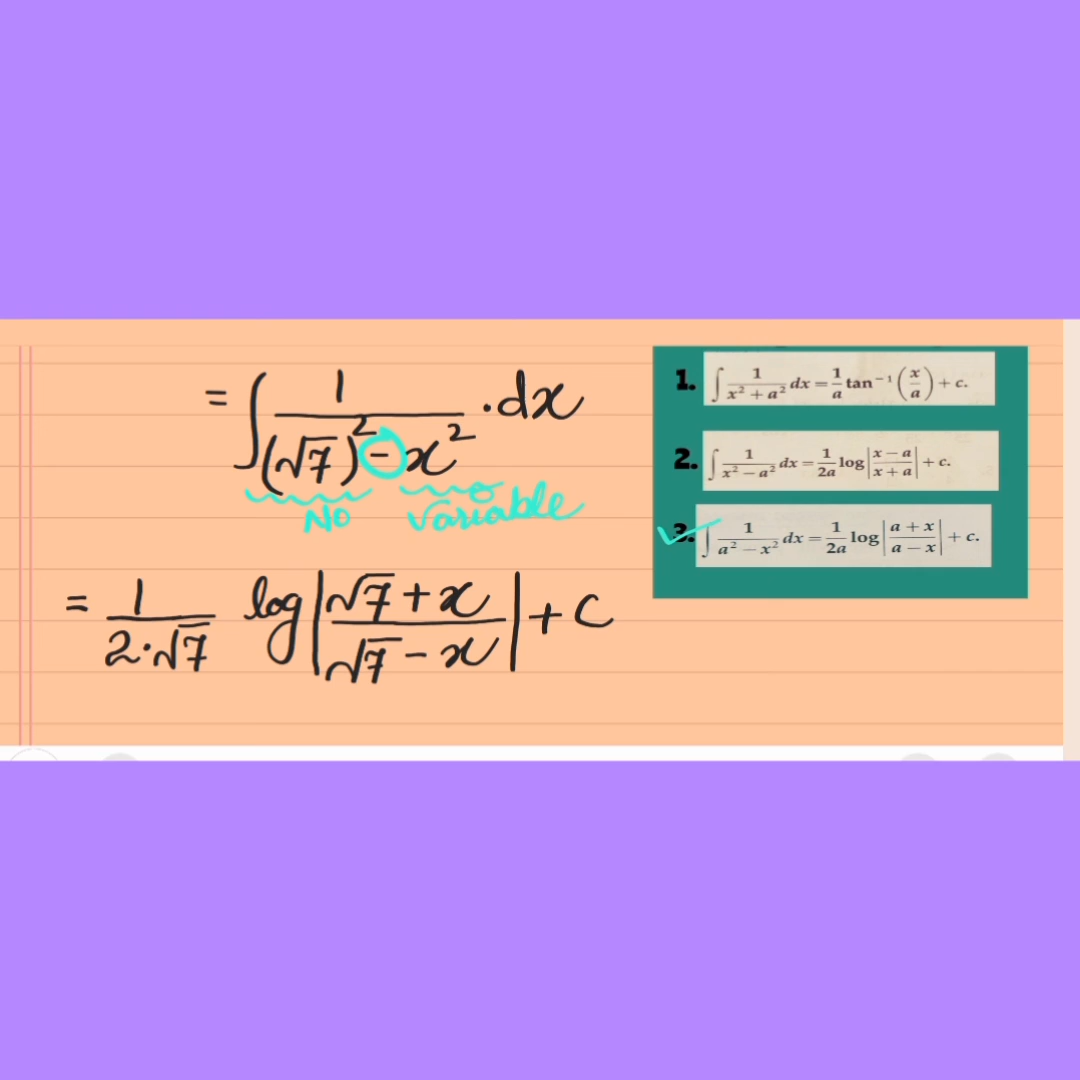 = ∫ 1/((√7)² − x²) · dx
No variable
= 1/(2·√7) log |(√7 + x)/(√7 − x)| + c
1. ∫ 1/(x² + a²) dx = 1/a tan⁻¹ (x/a) + c.
2. ∫ 1/(x² − a²) dx = 1/2a log |(x − a)/(x + a)| + c.
3. ∫ 1/(a² − x²) dx = 1/2a log |(a + x)/(a − x)| + c.